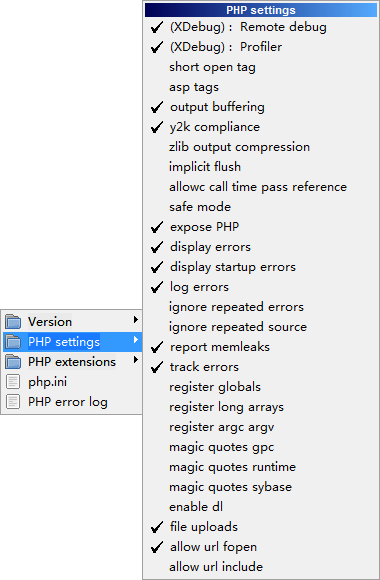 PHP settings
(XDebug) : Remote debug
(XDebug) : Profiler
short open tag
asp tags
output buffering
y2k compliance
zlib output compression
implicit flush
allowc call time pass reference
safe mode
expose PHP
display errors
display startup errors
log errors
ignore repeated errors
ignore repeated source
report memleaks
track errors
register globals
register long arrays
register argc argv
magic quotes gpc
magic quotes runtime
magic quotes sybase
enable dl
file uploads
allow url fopen
allow url include
Version
PHP settings
PHP extensions
php.ini
PHP error log